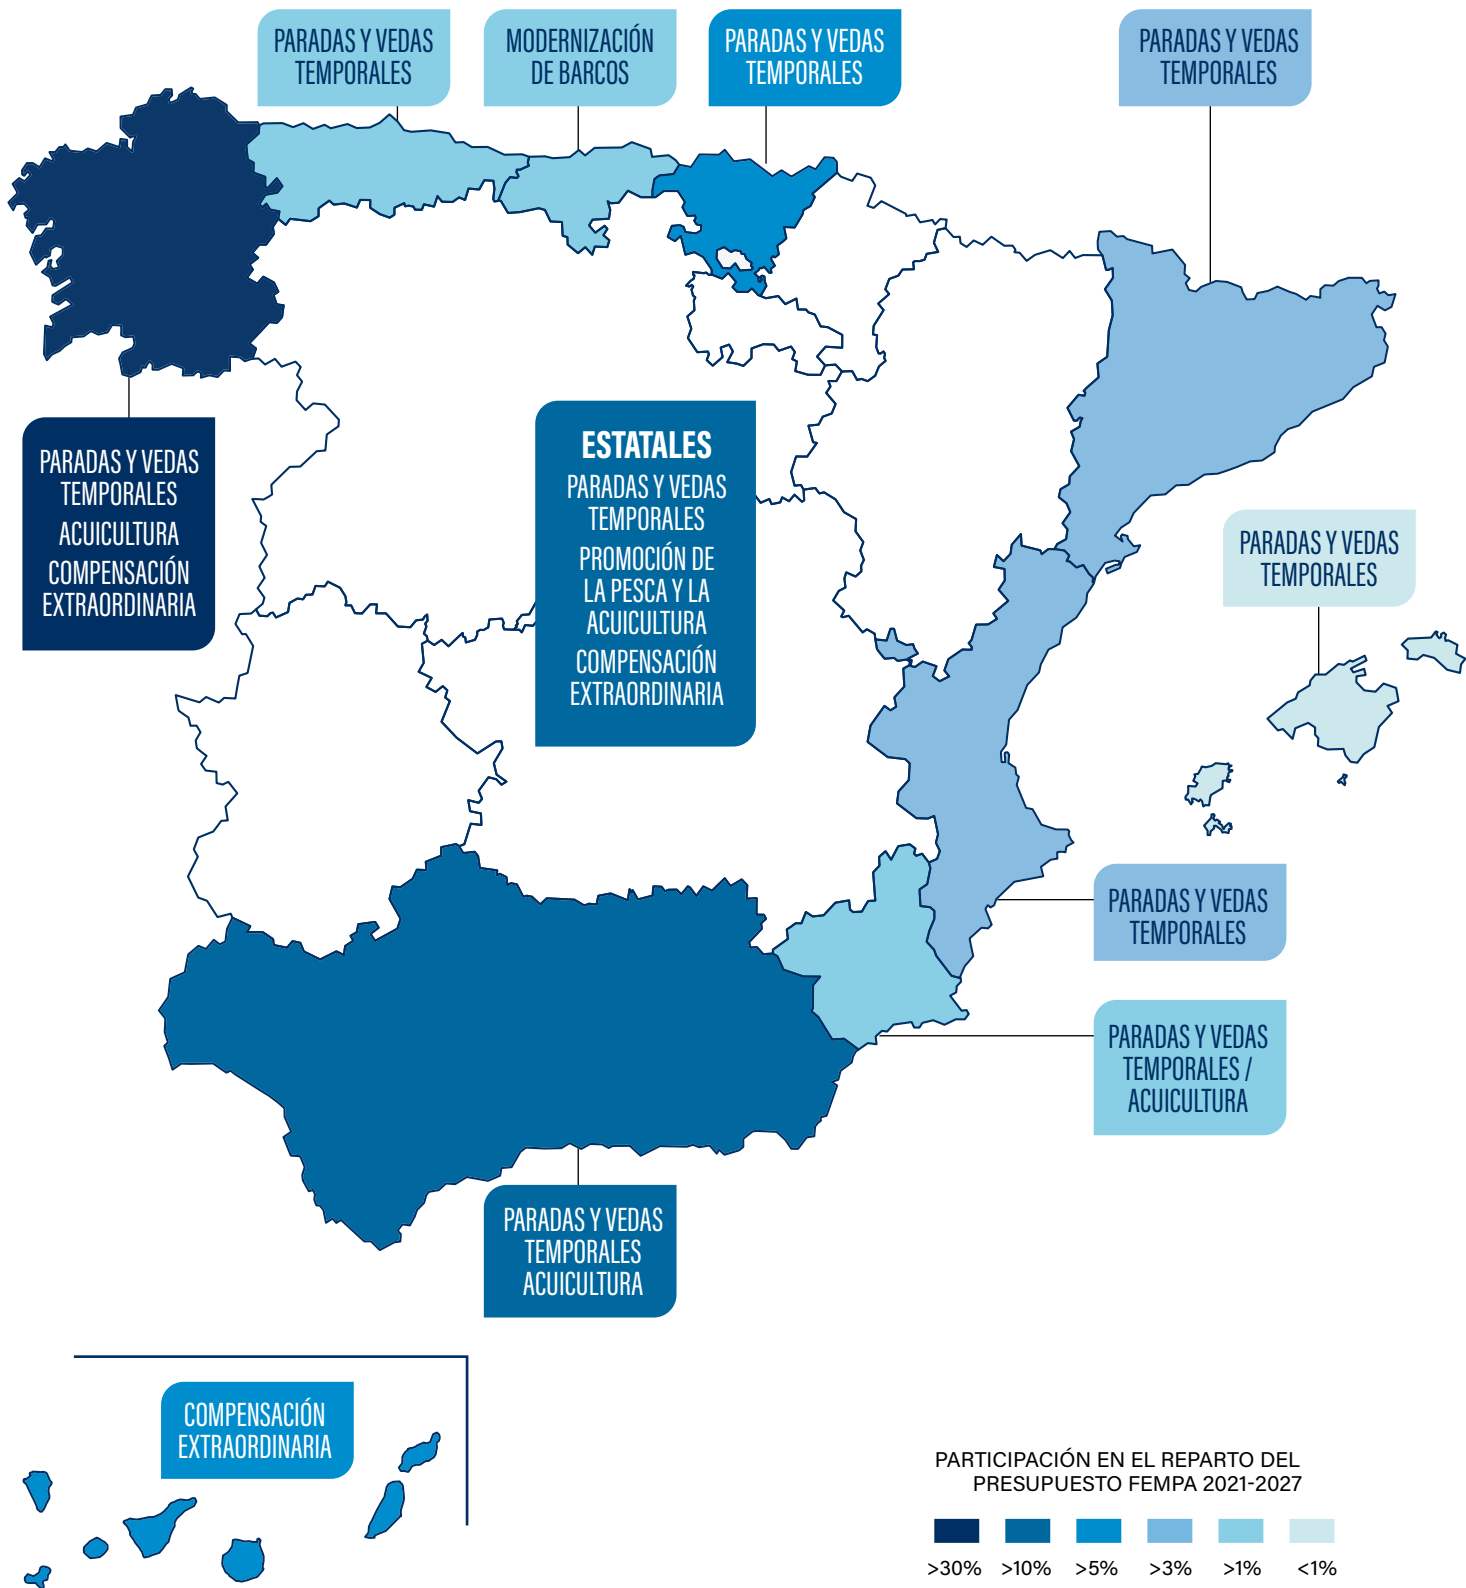 PARADAS Y VEDAS
TEMPORALES
MODERNIZACIÓN
DE BARCOS
PARADAS Y VEDAS
TEMPORALES
PARADAS Y VEDAS
TEMPORALES
PARADAS Y VEDAS
TEMPORALES
ACUICULTURA
COMPENSACIÓN
EXTRAORDINARIA
ESTATALES
PARADAS Y VEDAS
TEMPORALES
PROMOCIÓN DE
LA PESCA Y LA
ACUICULTURA
COMPENSACIÓN
EXTRAORDINARIA
PARADAS Y VEDAS
TEMPORALES
PARADAS Y VEDAS
TEMPORALES
PARADAS Y VEDAS
TEMPORALES /
ACUICULTURA
PARADAS Y VEDAS
TEMPORALES
ACUICULTURA
COMPENSACIÓN
EXTRAORDINARIA
PARTICIPACIÓN EN EL REPARTO DEL
PRESUPUESTO FEMPA 2021-2027
>30% >10% >5% >3% >1% <1%